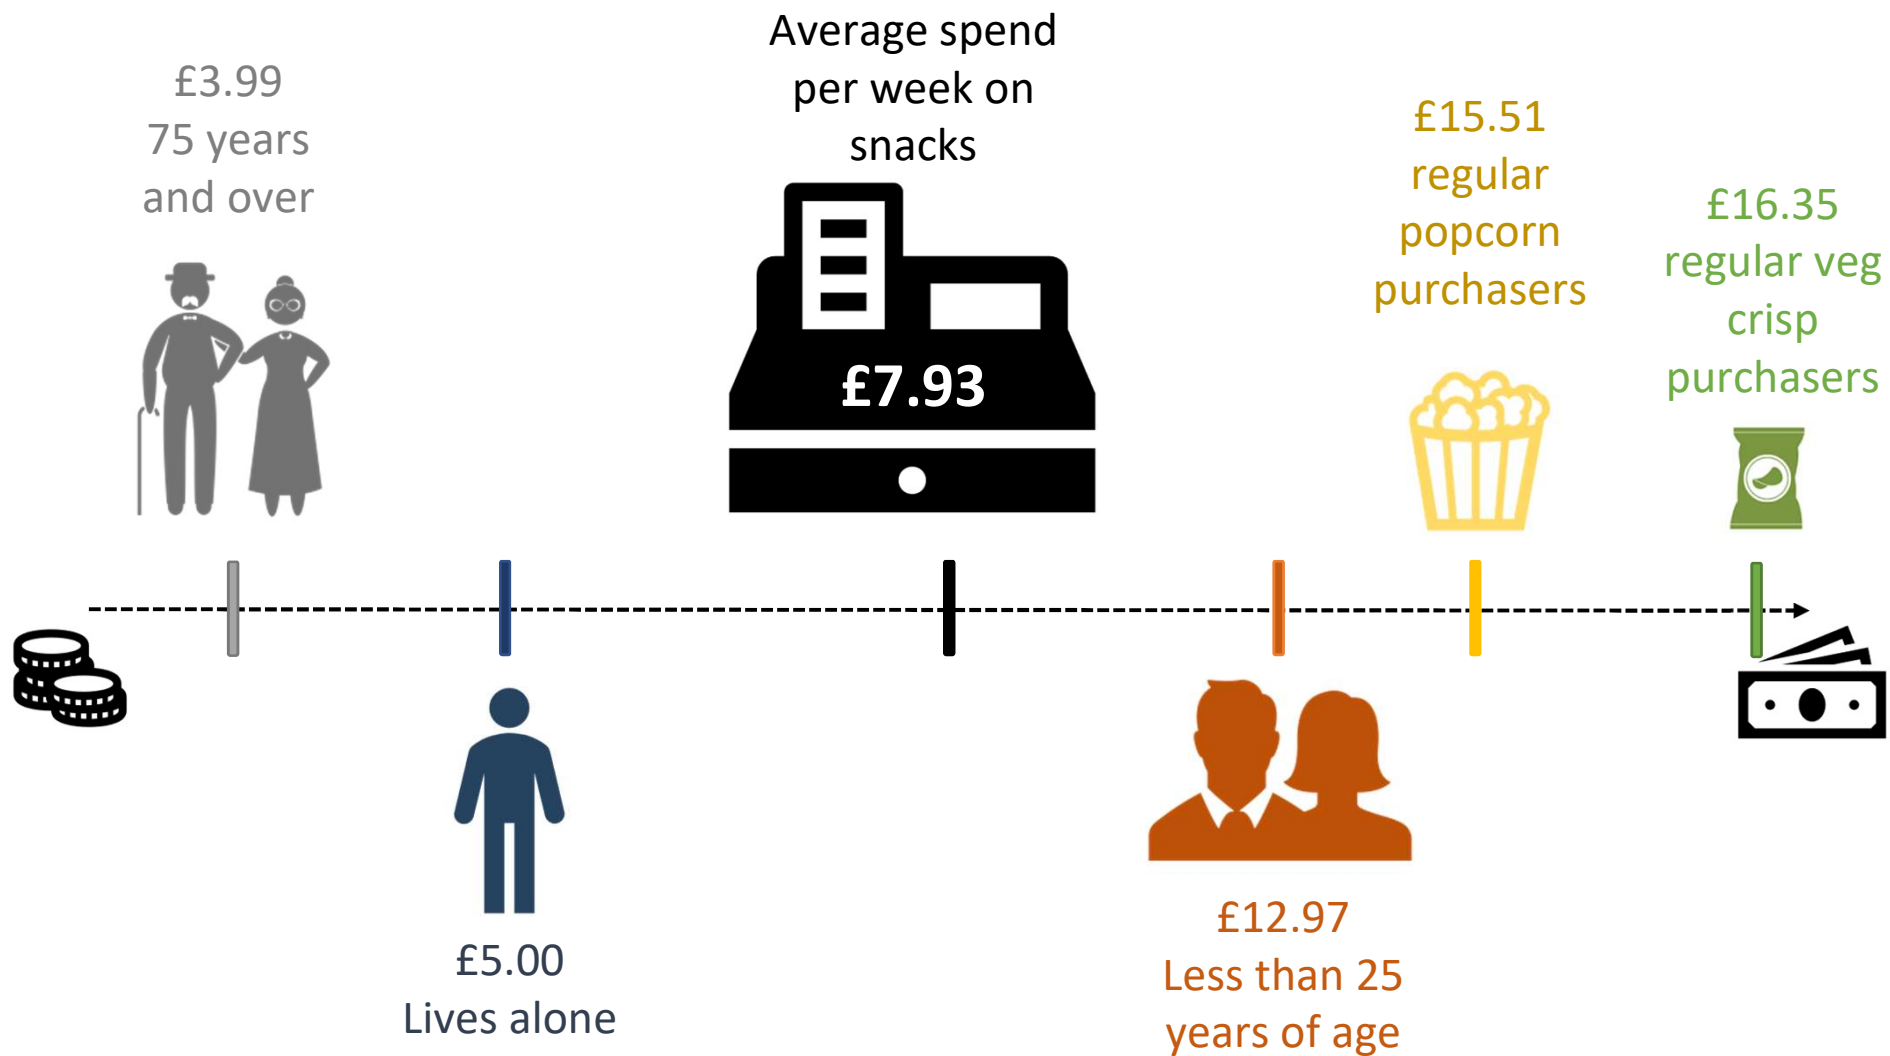 £3.99
75 years
and over
Average spend
per week on
snacks
£7.93
£15.51
regular
popcorn
purchasers
£16.35
regular veg
crisp
purchasers
£5.00
Lives alone
£12.97
Less than 25
years of age